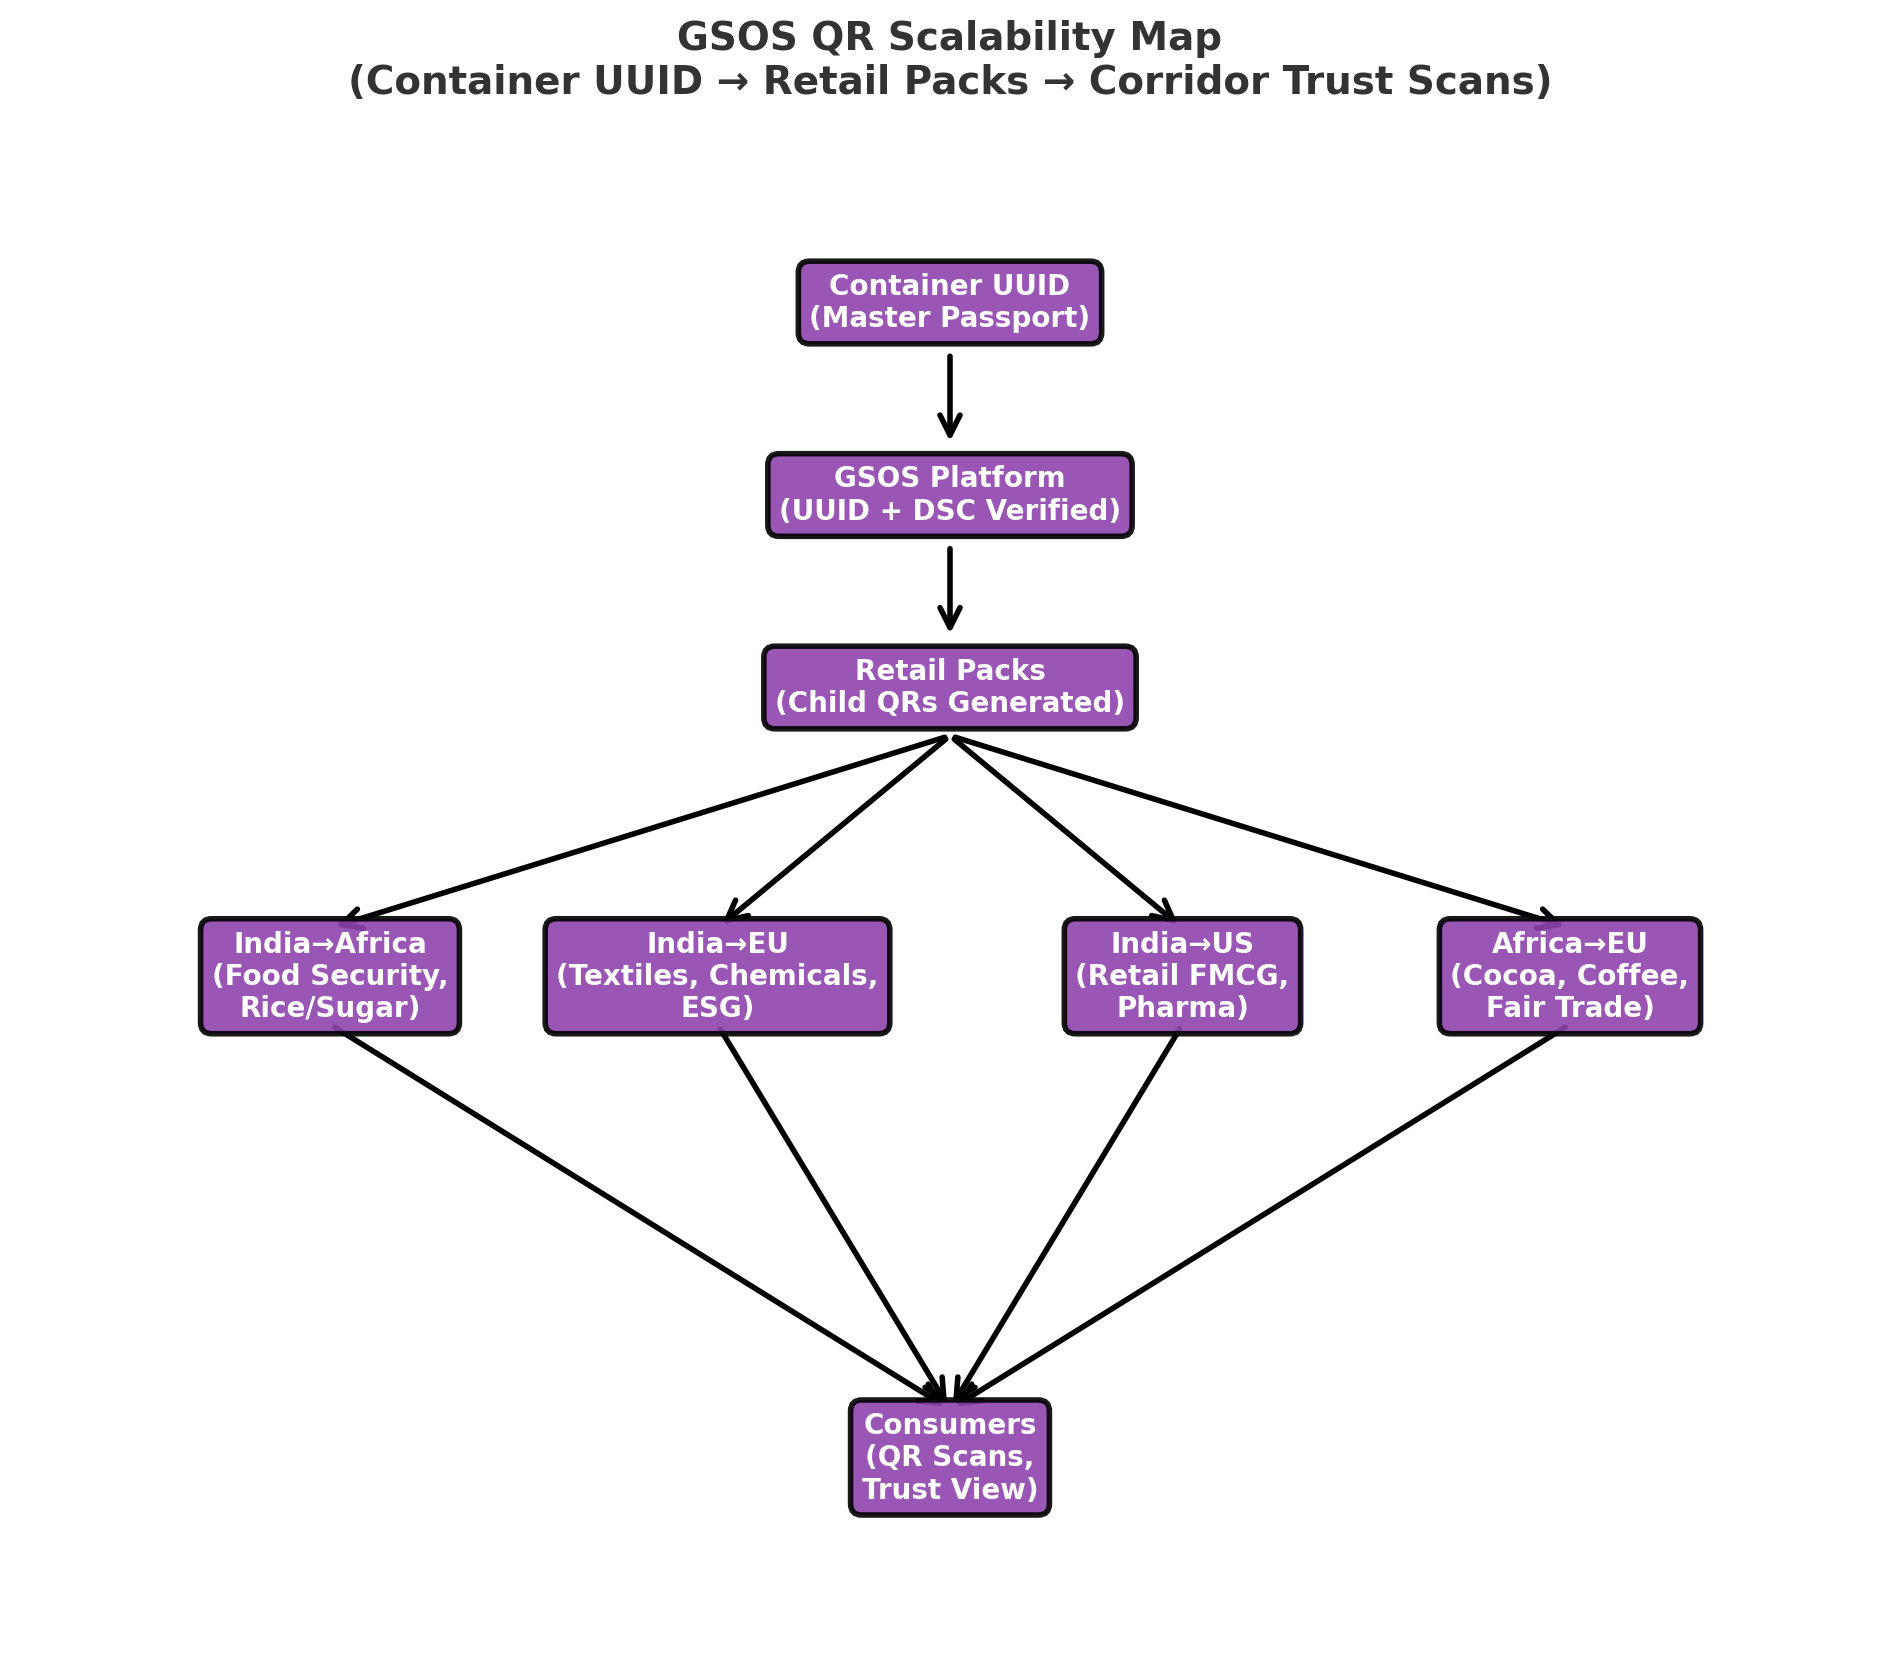 GSOS QR Scalability Map
(Container UUID → Retail Packs → Corridor Trust Scans)
Container UUID
(Master Passport)
GSOS Platform
(UUID + DSC Verified)
Retail Packs
(Child QRs Generated)
India→Africa
(Food Security,
Rice/Sugar)
India→EU
(Textiles, Chemicals,
ESG)
India→US
(Retail FMCG,
Pharma)
Africa→EU
(Cocoa, Coffee,
Fair Trade)
Consumers
(QR Scans,
Trust View)